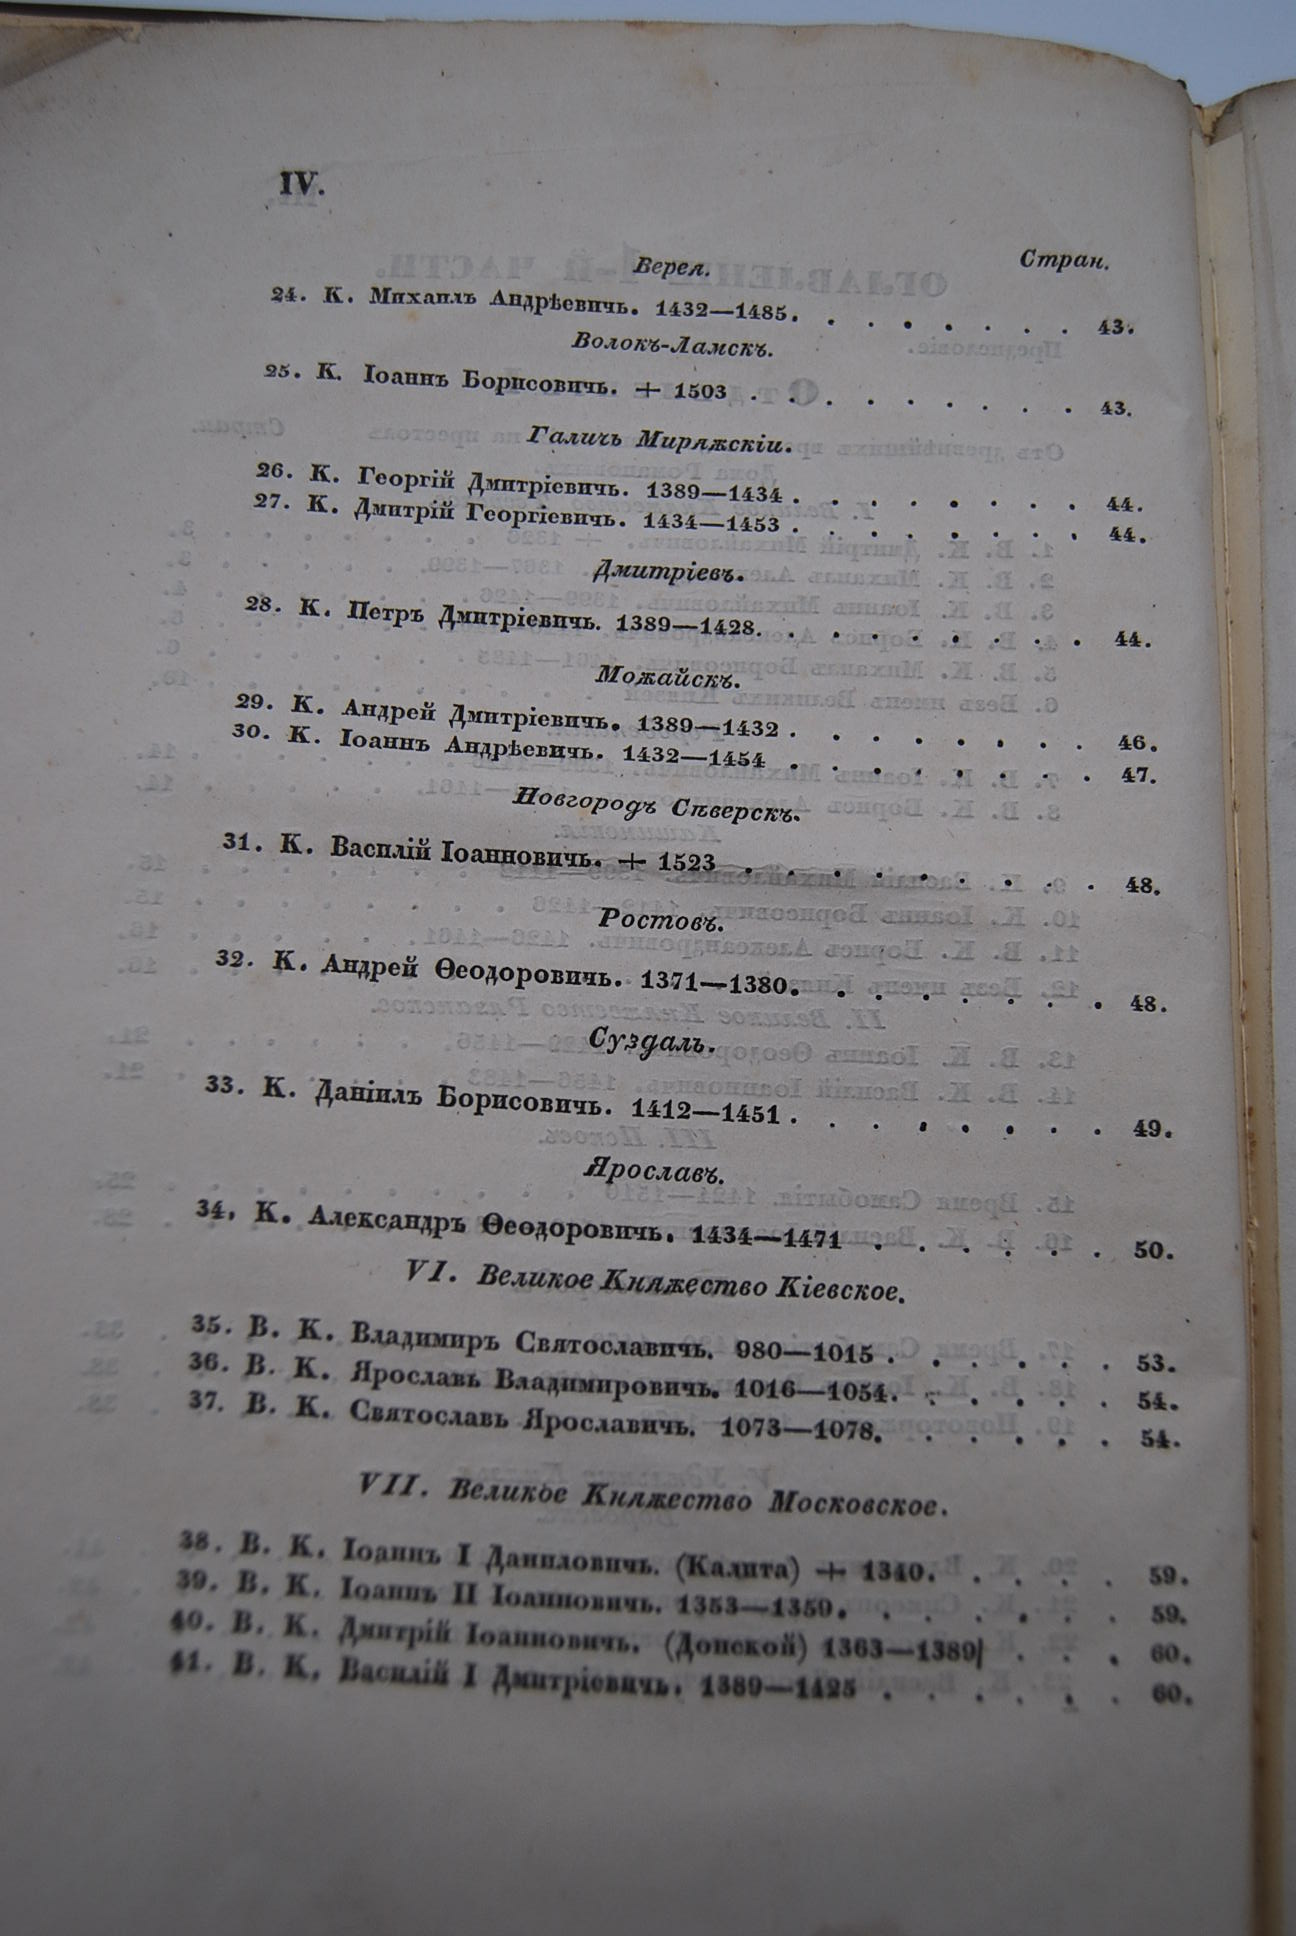 IV.
Стран.
Верея.
24. К. Михаилъ Андрѣевичь. 1432—1485. . . . . . . . 43.
Волокъ-Ламскъ.
25. К. Іоаннъ Борисовичь. + 1503 . . . . . . . . . 43.
Галичь Миряжскіи.
26. К. Георгій Дмитріевичь. 1389—1434 . . . . . . . . 44.
27. К. Дмитрій Георгіевичь. 1434—1453 . . . . . . . . 44.
Дмитріевъ.
28. К. Петръ Дмитріевичь. 1389—1428. . . . . . . . . 44.
Можайскъ.
29. К. Андрей Дмитріевичь. 1389—1432 . . . . . . . . 46.
30. К. Іоаннъ Андрѣевичь. 1432—1454 . . . . . . . . 47.
Новгородъ Сѣверскъ.
31. К. Василій Іоанновичь. + 1523 . . . . . . . . . 48.
Ростовъ.
32. К. Андрей Ѳеодоровичь. 1371—1380. . . . . . . . 48.
Суздаль.
33. К. Даніилъ Борисовичь. 1412—1451 . . . . . . . . 49.
Ярославъ.
34. К. Александръ Ѳеодоровичь. 1434—1471 . . . . . . 50.
VI. Великое Княжество Кіевское.
35. В. К. Владимиръ Святославичь. 980—1015 . . . . . . 53.
36. В. К. Ярославь Владимировичь. 1016—1054. . . . . . 54.
37. В. К. Святославь Ярославичь. 1073—1078. . . . . . 54.
VII. Великое Княжество Московское.
38. В. К. Іоаннъ I Даниловичь. (Калита) + 1340. . . . . 59.
39. В. К. Іоаннъ II Іоанновичь. 1353—1359. . . . . . . 59.
40. В. К. Дмитрій Іоанновичь. (Донской) 1363—1389 . . . . 60.
41. В. К. Василій I Дмитріевичь. 1389—1425 . . . . . . 60.